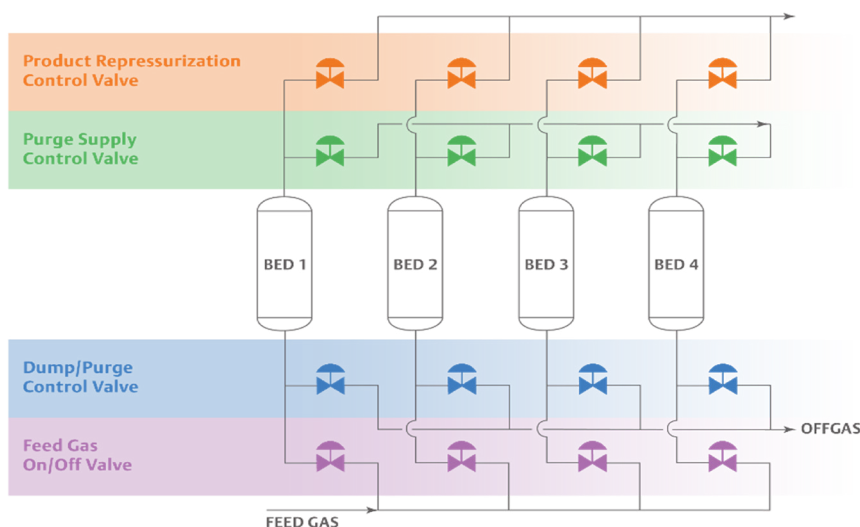 Product Repressurization
Control Valve
Purge Supply
Control Valve
BED 1
BED 2
BED 3
BED 4
Dump/Purge
Control Valve
OFFGAS
Feed Gas
On/Off Valve
FEED GAS